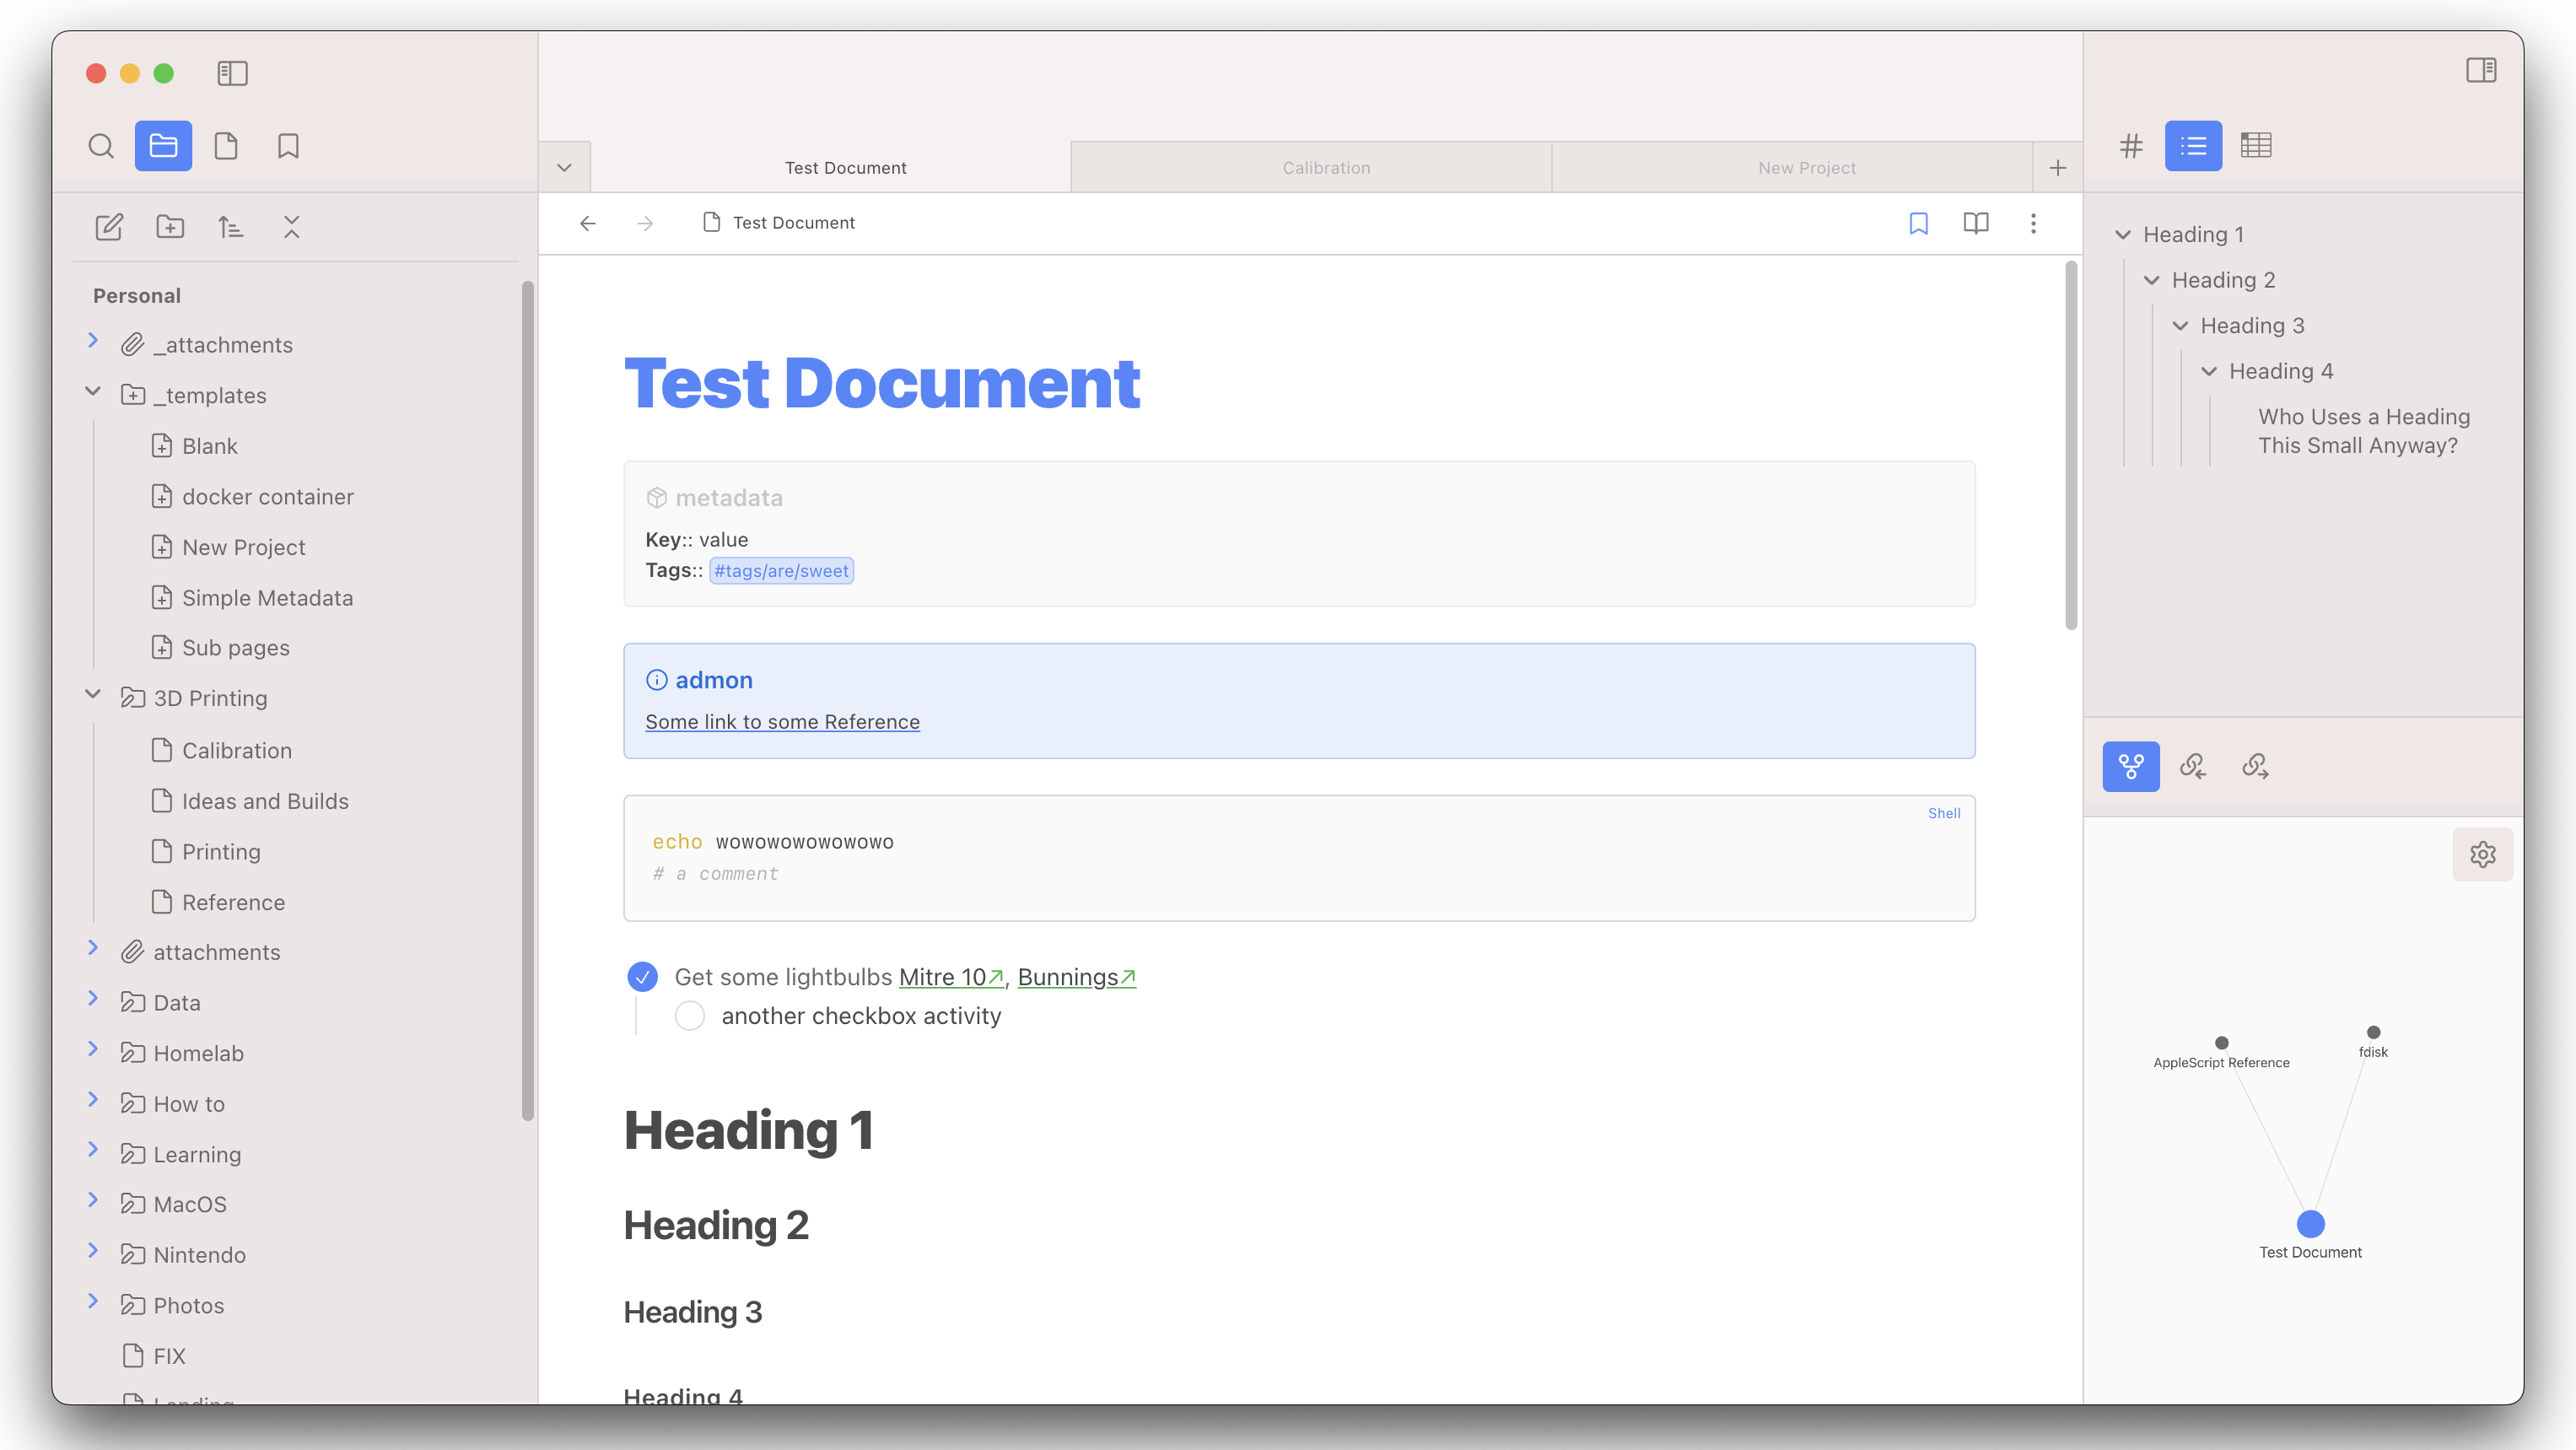 Personal
_attachments
_templates
Blank
docker container
New Project
Simple Metadata
Sub pages
3D Printing
Calibration
Ideas and Builds
Printing
Reference
attachments
Data
Homelab
How to
Learning
MacOS
Nintendo
Photos
FIX
Landing
Test Document
Calibration
New Project
Test Document
Test Document
metadata
Key:: value
Tags:: #tags/are/sweet
admon
Some link to some Reference
Shell
echo wowowowowowowo
# a comment
Get some lightbulbs Mitre 10, Bunnings
another checkbox activity
Heading 1
Heading 2
Heading 3
Heading 4
Heading 1
Heading 2
Heading 3
Heading 4
Who Uses a Heading
This Small Anyway?
AppleScript Reference
fdisk
Test Document